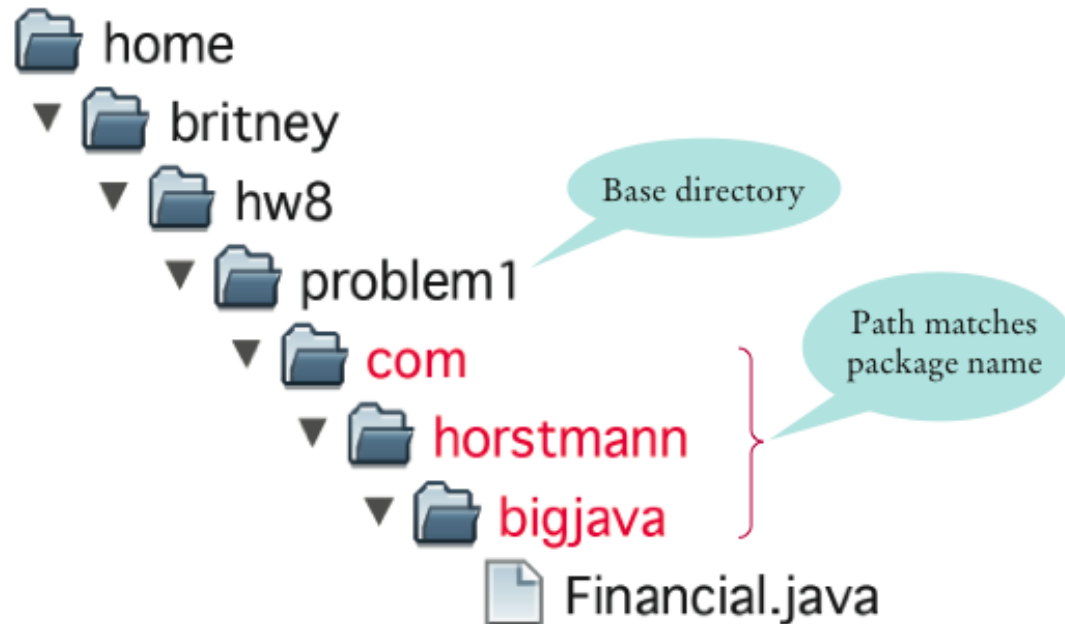 home
britney
hw8
Base directory
problem1
Path matches
package name
com
horstmann
bigjava
Financial.java